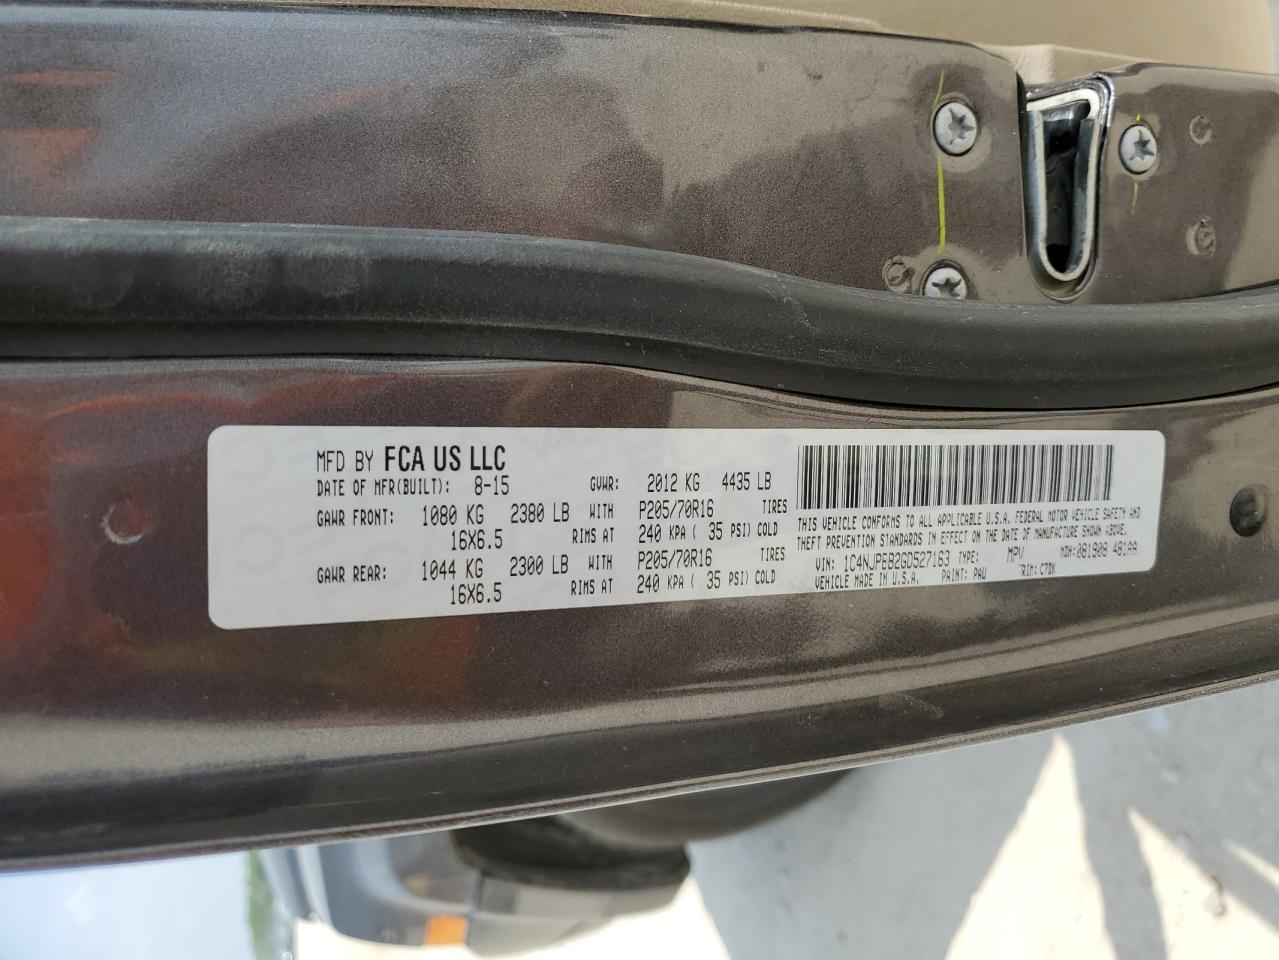 MFD BY FCA US LLC
DATE OF MFR(BUILT): 8-15 GVWR: 2012 KG 4435 LB
GAWR FRONT: 1080 KG 2380 LB WITH P205/70R16 TIRES
16X6.5 RIMS AT 240 KPA ( 35 PSI) COLD
GAWR REAR: 1044 KG 2300 LB WITH P205/70R16 TIRES
16X6.5 RIMS AT 240 KPA ( 35 PSI) COLD
THIS VEHICLE CONFORMS TO ALL APPLICABLE U.S.A. FEDERAL MOTOR VEHICLE SAFETY AND
THEFT PREVENTION STANDARDS IN EFFECT ON THE DATE OF MANUFACTURE SHOWN ABOVE.
VIN: 1C4NJPEB2GD527163 TYPE: MPV MDH: 081909 481AA
VEHICLE MADE IN U.S.A. PAINT: PAU TRIM: